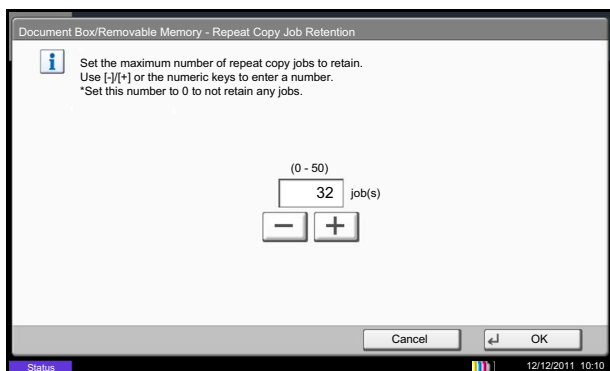 Document Box/Removable Memory - Repeat Copy Job Retention
Set the maximum number of repeat copy jobs to retain.
Use [-]/[+] or the numeric keys to enter a number.
*Set this number to 0 to not retain any jobs.
(0 - 50)
32 job(s)
Cancel OK
Status 12/12/2011 10:10